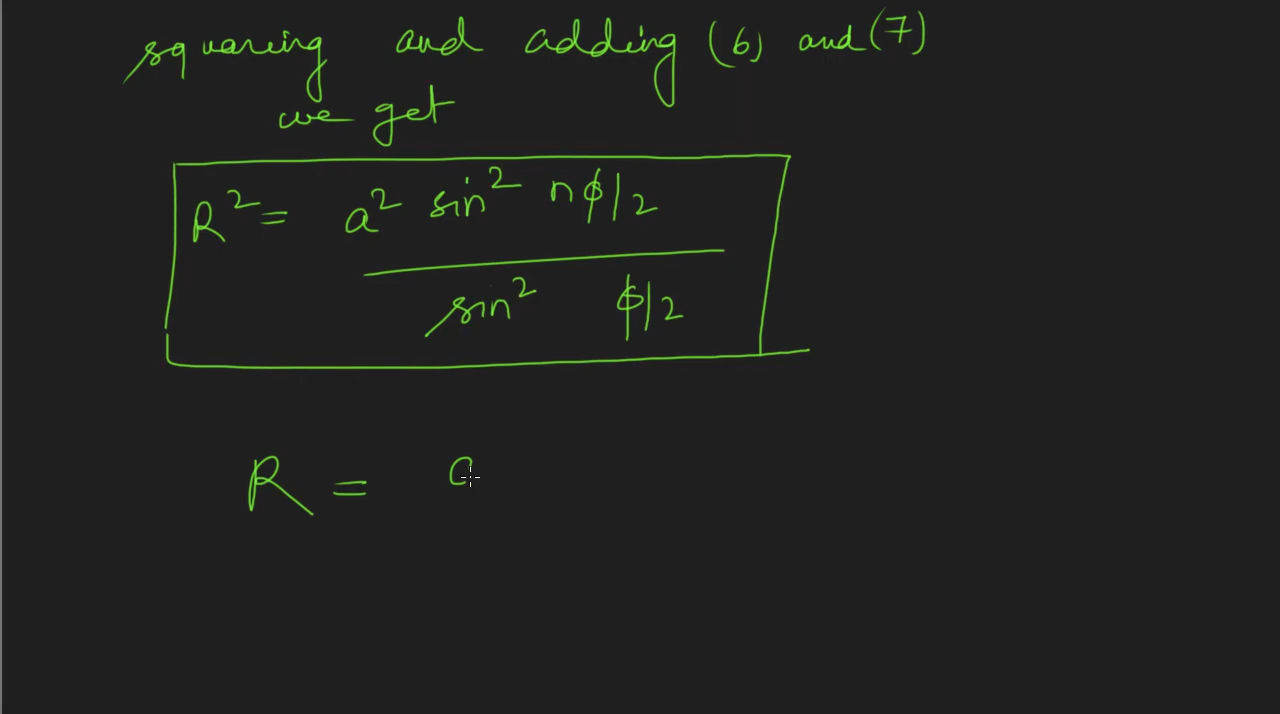 squaring and adding (6) and (7)
we get
R² = a² sin² nϕ/2
sin² ϕ/2
R =